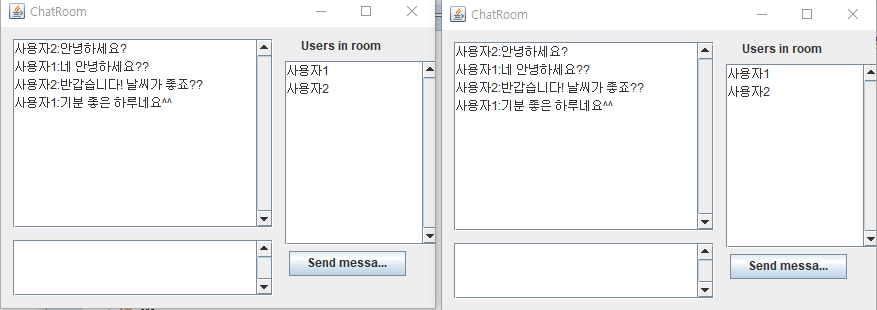 ChatRoom
사용자2:안녕하세요?
사용자1:네 안녕하세요??
사용자2:반갑습니다! 날씨가 좋죠??
사용자1:기분 좋은 하루네요^^
Users in room
사용자1
사용자2
Send messa...
ChatRoom
사용자2:안녕하세요?
사용자1:네 안녕하세요??
사용자2:반갑습니다! 날씨가 좋죠??
사용자1:기분 좋은 하루네요^^
Users in room
사용자1
사용자2
Send messa...